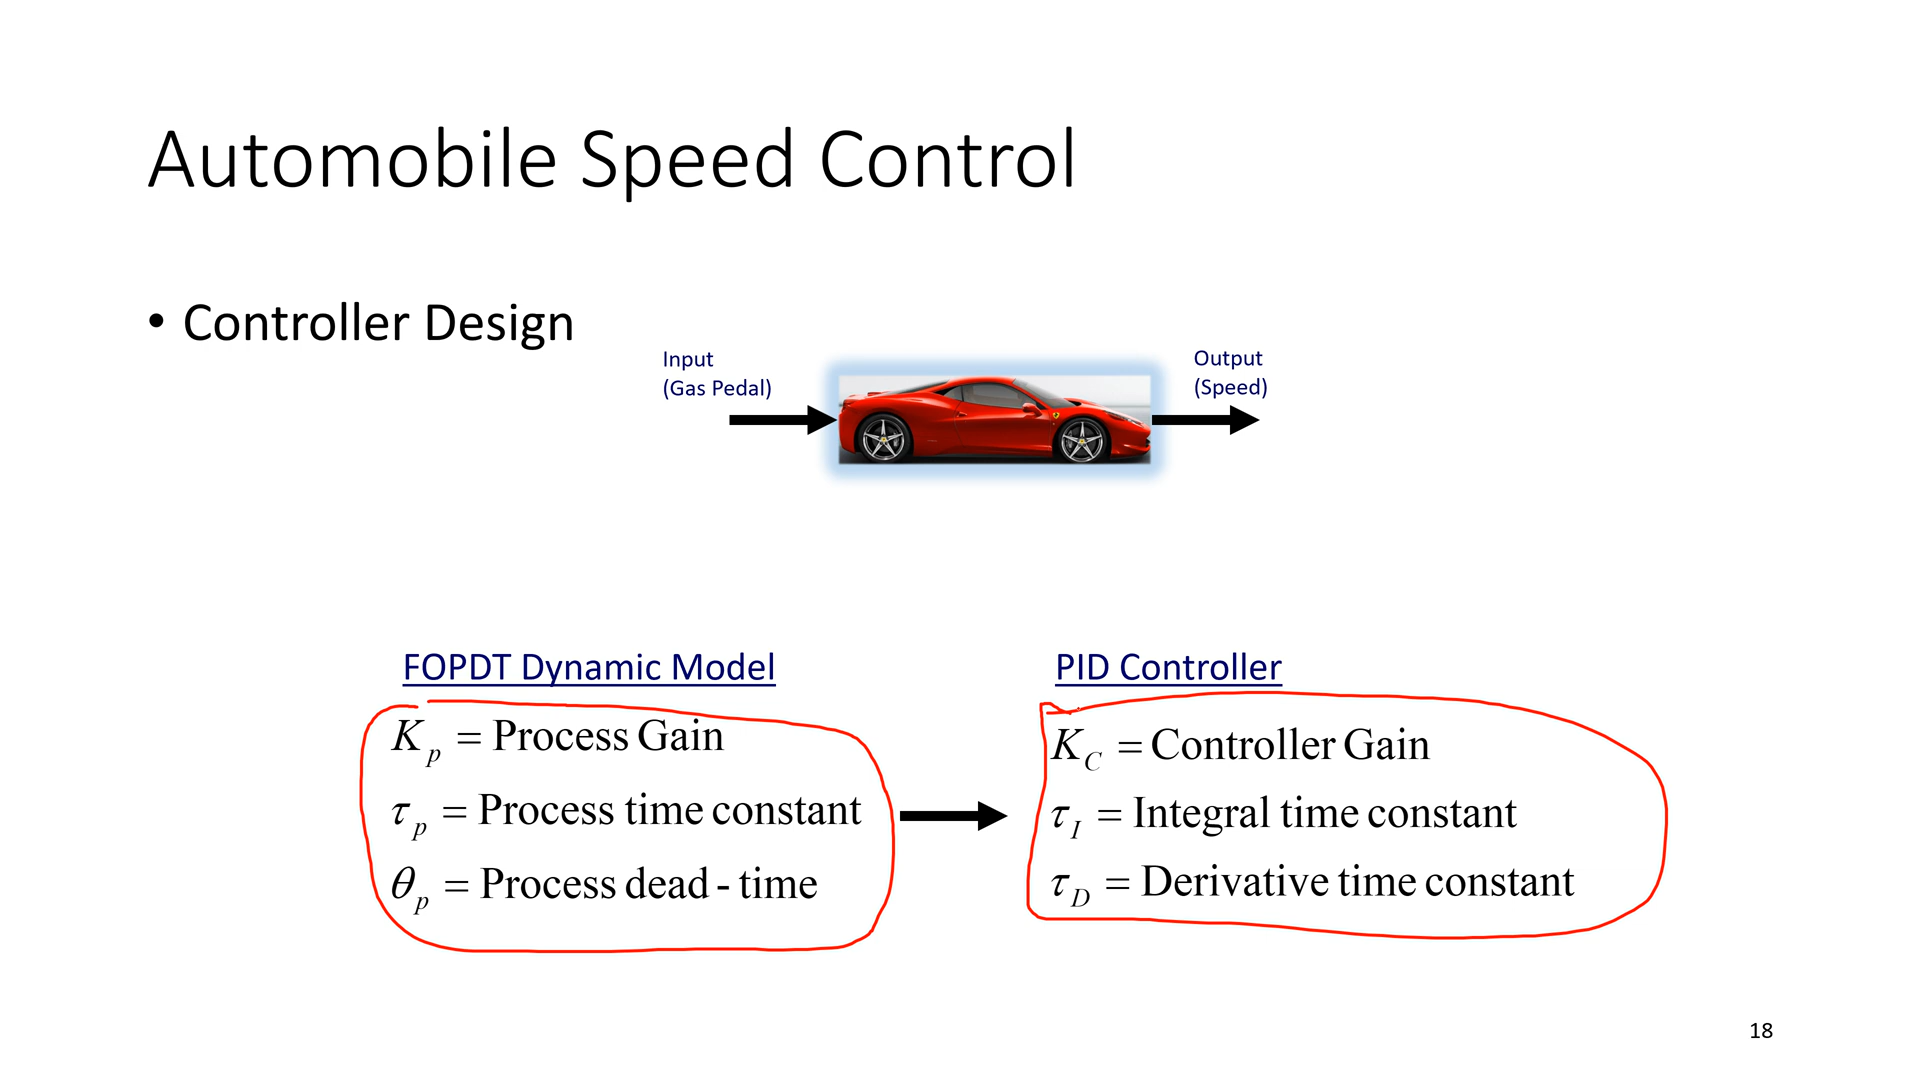 Automobile Speed Control
• Controller Design
Input
(Gas Pedal)
Output
(Speed)
FOPDT Dynamic Model
K_p = Process Gain
τ_p = Process time constant
θ_p = Process dead - time
PID Controller
K_C = Controller Gain
τ_I = Integral time constant
τ_D = Derivative time constant
18